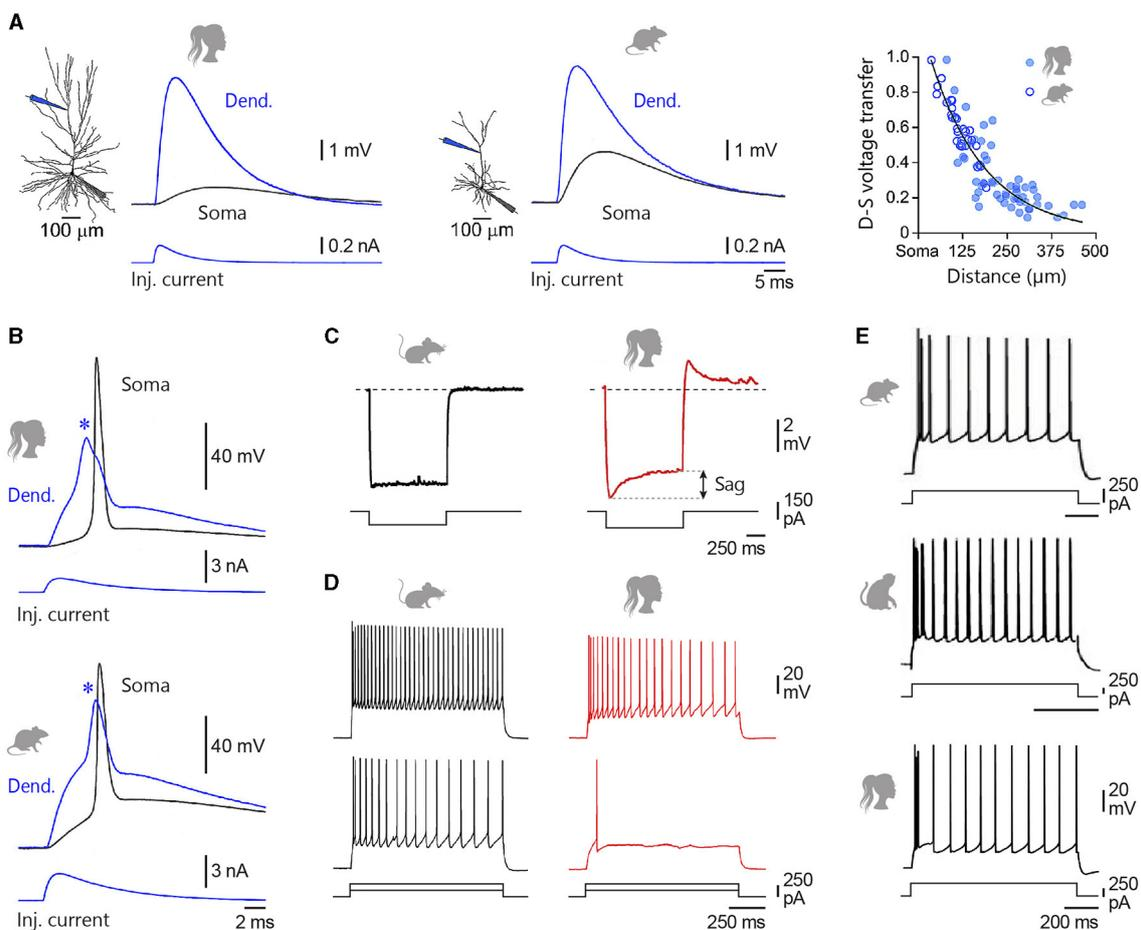 A
Dend.
1 mV
Soma
100 μm
0.2 nA
Inj. current
Dend.
1 mV
Soma
100 μm
0.2 nA
Inj. current
5 ms
D-S voltage transfer
1.0
0.8
0.6
0.4
0.2
0
Soma 125 250 375 500
Distance (μm)
B
Soma
*
40 mV
Dend.
3 nA
Inj. current
*
Soma
40 mV
Dend.
3 nA
Inj. current
2 ms
C
2
mV
Sag
150
pA
250 ms
D
20
mV
250
pA
250 ms
E
250
pA
250
pA
20
mV
250
pA
200 ms